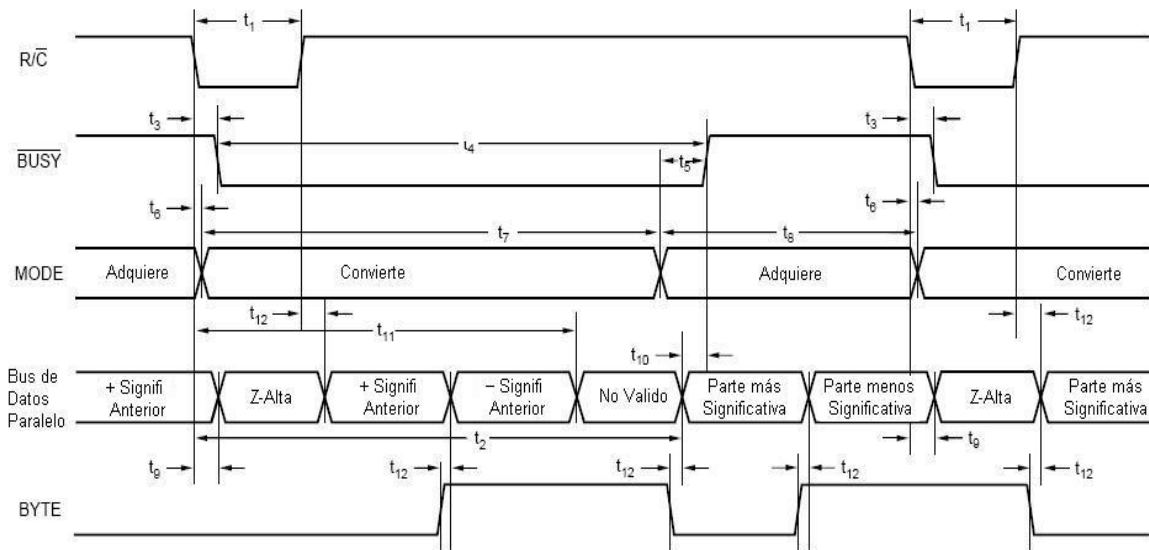 t1
t1
R/C̅
t3
t3
B̅U̅S̅Y̅
t4
t5
t6
t6
t7
t8
MODE
Adquiere
Convierte
Adquiere
Convierte
t12
t11
t12
t10
Bus de
Datos
Paralelo
+ Signifi
Anterior
Z-Alta
+ Signifi
Anterior
– Signifi
Anterior
No Valido
Parte más
Significativa
Parte menos
Significativa
Z-Alta
Parte más
Significativa
t2
t9
t9
t12
t12
t12
t12
BYTE